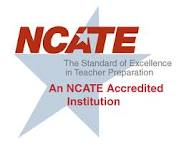 NCATE
The Standard of Excellence
in Teacher Preparation
An NCATE Accredited
Institution